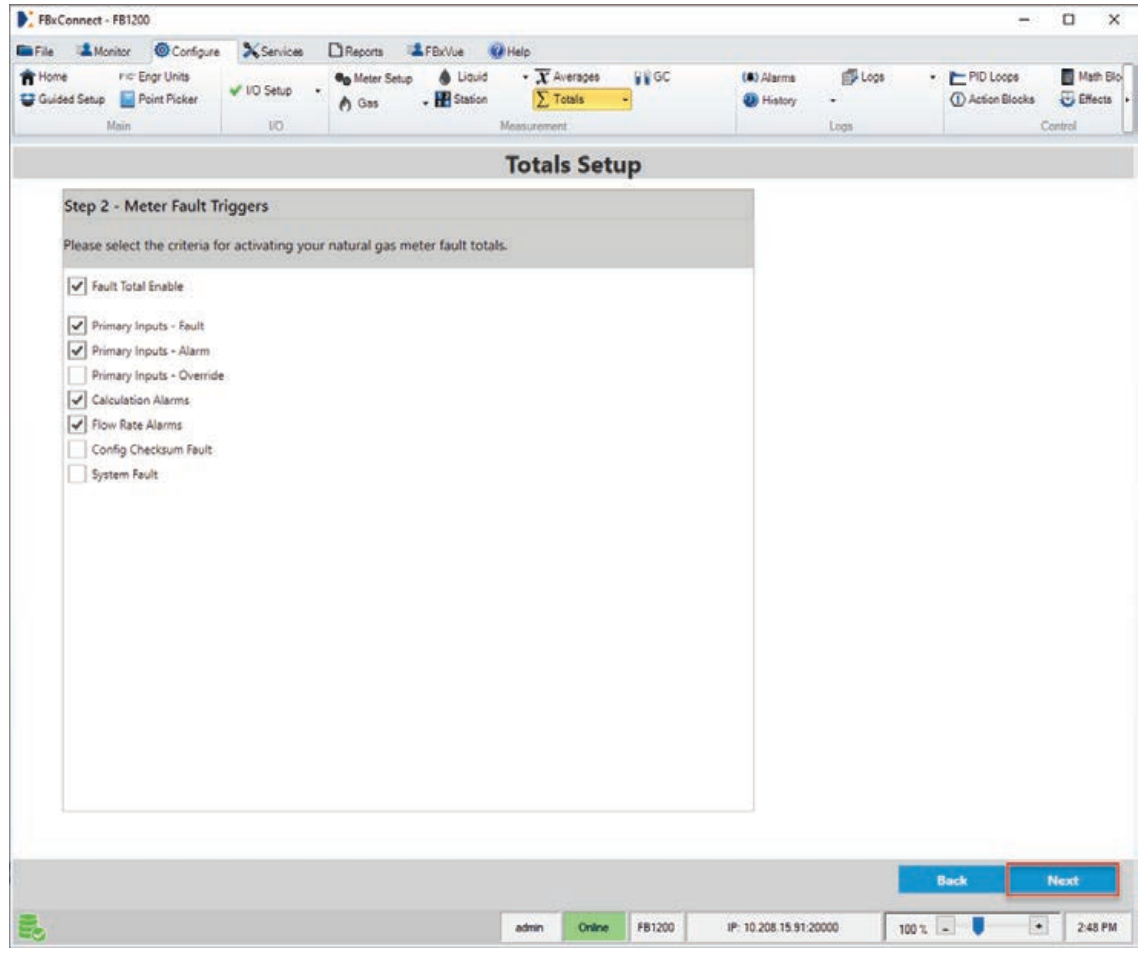 FBxConnect - FB1200
File Monitor Configure Services Reports FBxVue Help
Home Engr Units I/O Setup Meter Setup Liquid Averages GC Alarms Logs PID Loops Math Blo
Guided Setup Point Picker Gas Station Totals History Action Blocks Effects
Main I/O Measurement Logs Control
Totals Setup
Step 2 - Meter Fault Triggers
Please select the criteria for activating your natural gas meter fault totals.
Fault Total Enable
Primary Inputs - Fault
Primary Inputs - Alarm
Primary Inputs - Override
Calculation Alarms
Flow Rate Alarms
Config Checksum Fault
System Fault
Back Next
admin Online FB1200 IP: 10.208.15.91:20000 100 % - + 2:48 PM